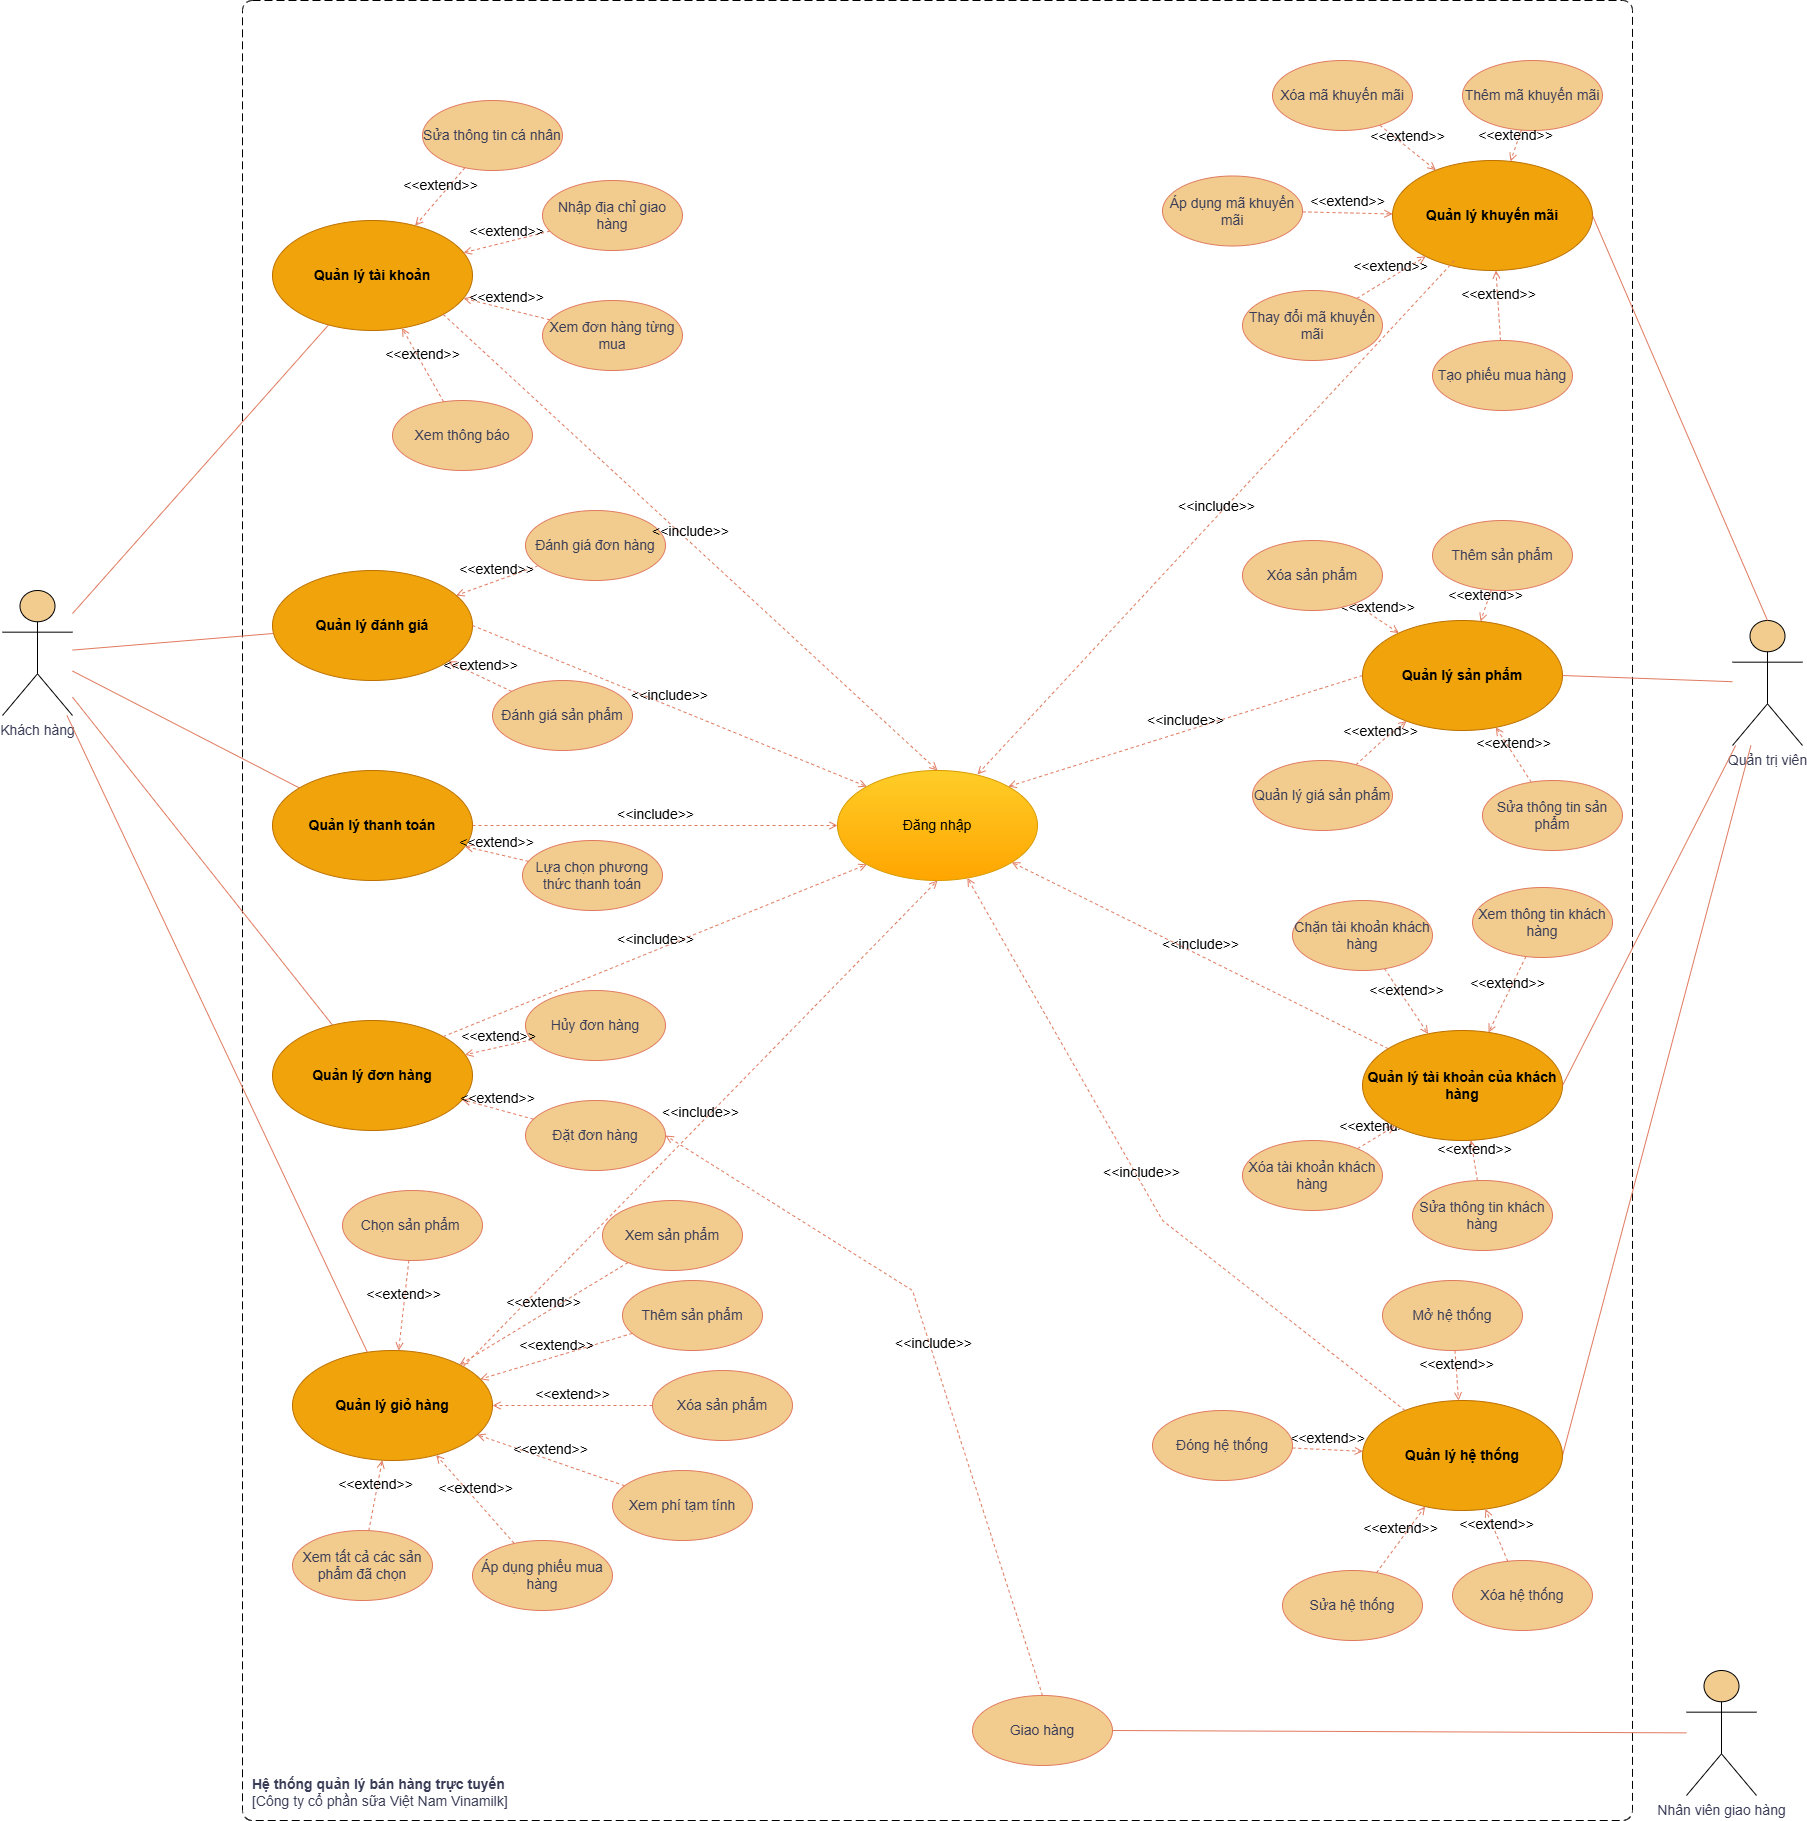 Xóa mã khuyến mãi
Thêm mã khuyến mãi
Sửa thông tin cá nhân
<<extend>>
<<extend>>
<<extend>>
Nhập địa chỉ giao
hàng
<<extend>>
Áp dụng mã khuyến
mãi
<<extend>>
Quản lý khuyến mãi
Quản lý tài khoản
<<extend>>
<<extend>>
<<extend>>
Xem đơn hàng từng
mua
<<extend>>
Thay đổi mã khuyến
mãi
Tạo phiếu mua hàng
Xem thông báo
<<include>>
<<include>>
Đánh giá đơn hàng
<<extend>>
Xóa sản phẩm
Thêm sản phẩm
<<extend>>
<<extend>>
Quản lý đánh giá
<<extend>>
Đánh giá sản phẩm
<<include>>
Quản lý sản phẩm
<<include>>
Khách hàng
<<extend>>
<<extend>>
Quản trị viên
Quản lý giá sản phẩm
Sửa thông tin sản
phẩm
Quản lý thanh toán
<<include>>
Đăng nhập
<<extend>>
Lựa chọn phương
thức thanh toán
<<include>>
Chặn tài khoản khách
hàng
Xem thông tin khách
hàng
<<include>>
<<extend>>
<<extend>>
Hủy đơn hàng
<<extend>>
Quản lý đơn hàng
<<extend>>
Đặt đơn hàng
<<include>>
Quản lý tài khoản của khách
hàng
<<extend
<<extend>>
Xóa tài khoản khách
hàng
Sửa thông tin khách
hàng
<<include>>
Chọn sản phẩm
Xem sản phẩm
<<extend>>
<<extend>>
Thêm sản phẩm
<<extend>>
<<include>>
Mở hệ thống
<<extend>>
Quản lý giỏ hàng
<<extend>>
Xóa sản phẩm
<<extend>>
Xem phí tạm tính
<<extend>>
<<extend>>
Xem tất cả các sản
phẩm đã chọn
Áp dụng phiếu mua
hàng
Đóng hệ thống
<<extend>>
Quản lý hệ thống
<<extend>>
<<extend>>
Sửa hệ thống
Xóa hệ thống
Giao hàng
Hệ thống quản lý bán hàng trực tuyến
[Công ty cổ phần sữa Việt Nam Vinamilk]
Nhân viên giao hàng